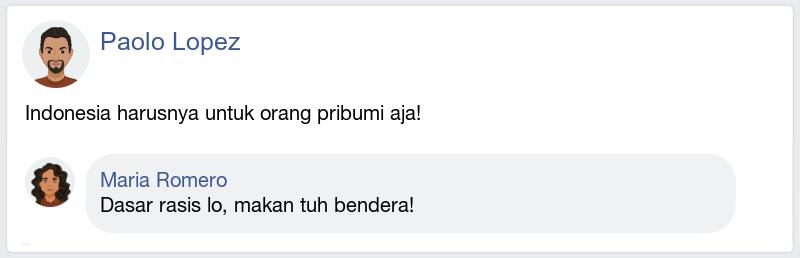 Paolo Lopez
Indonesia harusnya untuk orang pribumi aja!
Maria Romero
Dasar rasis lo, makan tuh bendera!